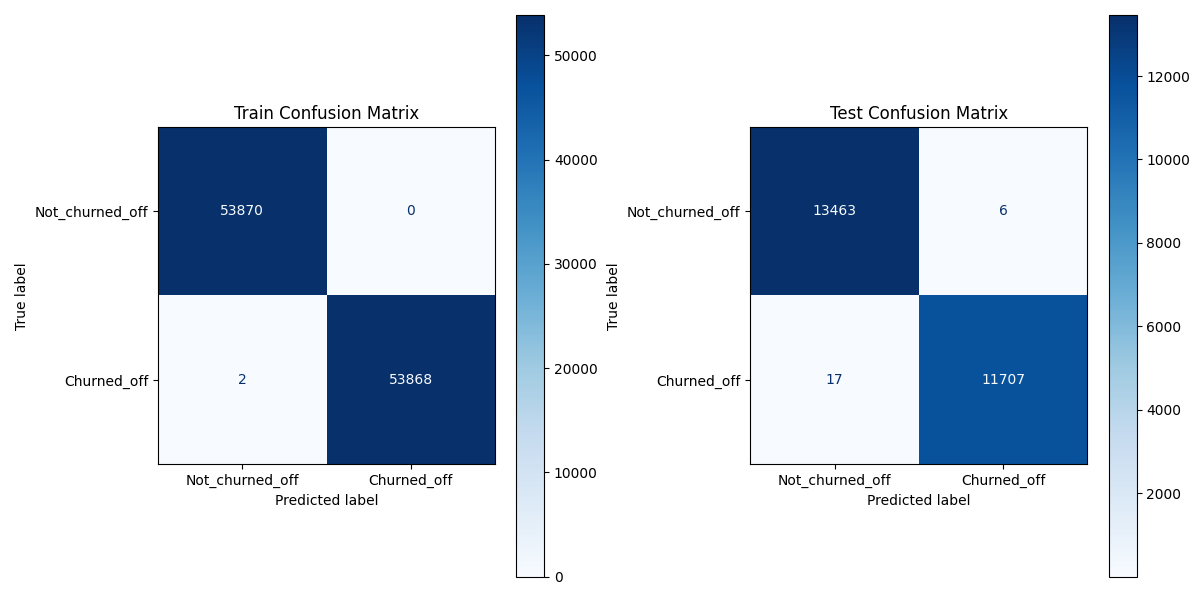 Train Confusion Matrix
True label
Not_churned_off
Churned_off
53870
0
2
53868
Not_churned_off
Churned_off
Predicted label
50000
40000
30000
20000
10000
0
Test Confusion Matrix
True label
Not_churned_off
Churned_off
13463
6
17
11707
Not_churned_off
Churned_off
Predicted label
12000
10000
8000
6000
4000
2000